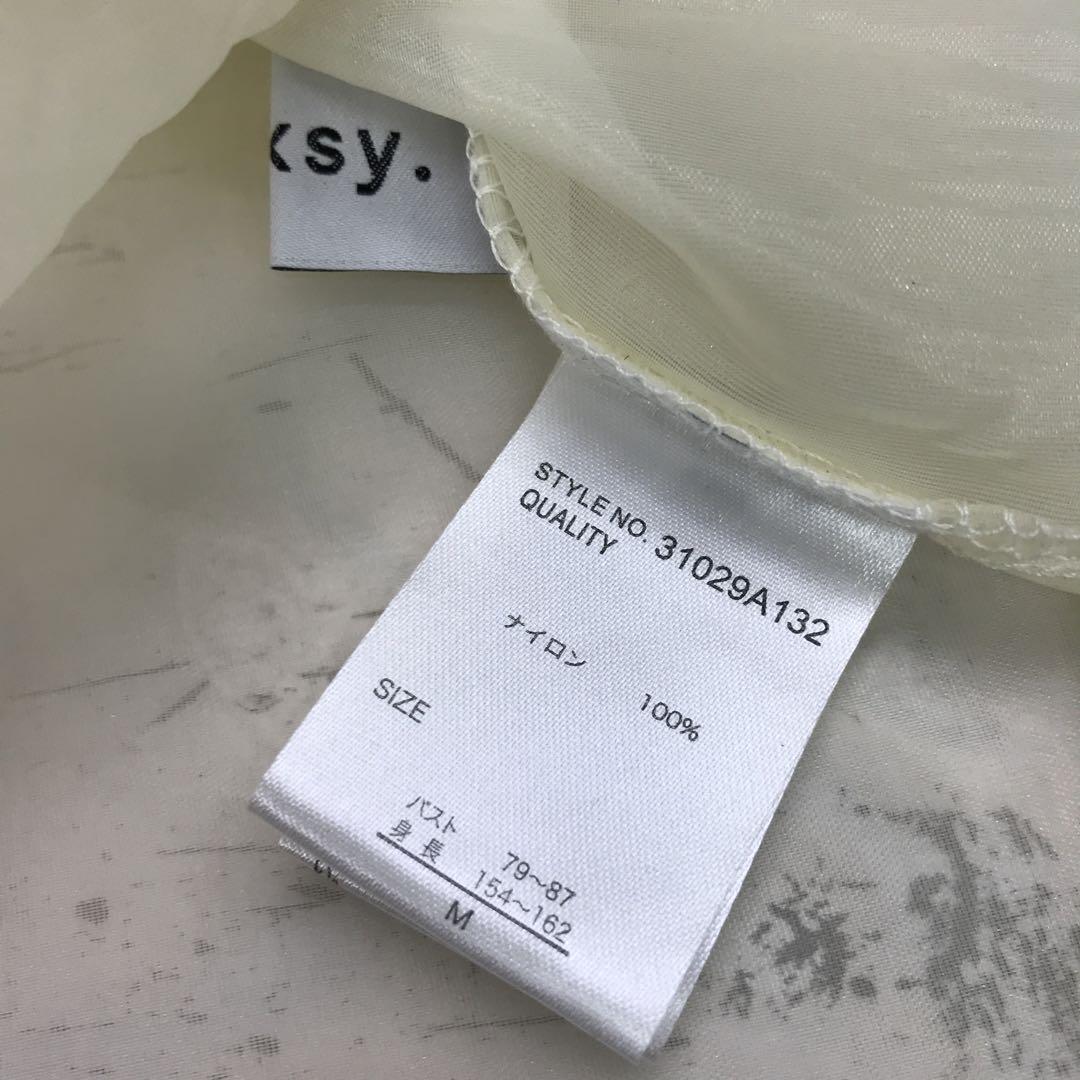 ksy.
STYLE NO. 31029A132
QUALITY
ナイロン 100%
SIZE
バスト 79~87
身長 154~162
M